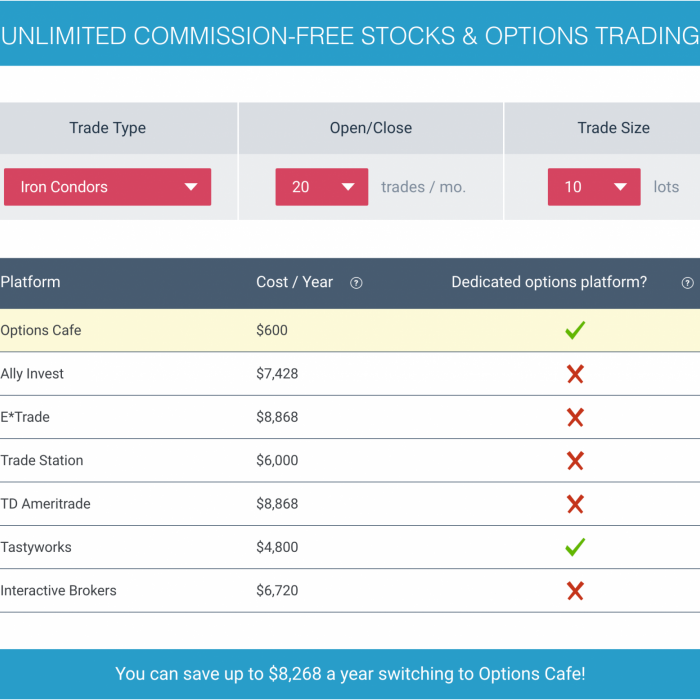 UNLIMITED COMMISSION-FREE STOCKS & OPTIONS TRADING
Trade Type Open/Close Trade Size
Iron Condors 20 trades / mo. 10 lots
Platform Cost / Year ? Dedicated options platform? ?
Options Cafe $600
Ally Invest $7,428
E*Trade $8,868
Trade Station $6,000
TD Ameritrade $8,868
Tastyworks $4,800
Interactive Brokers $6,720
You can save up to $8,268 a year switching to Options Cafe!